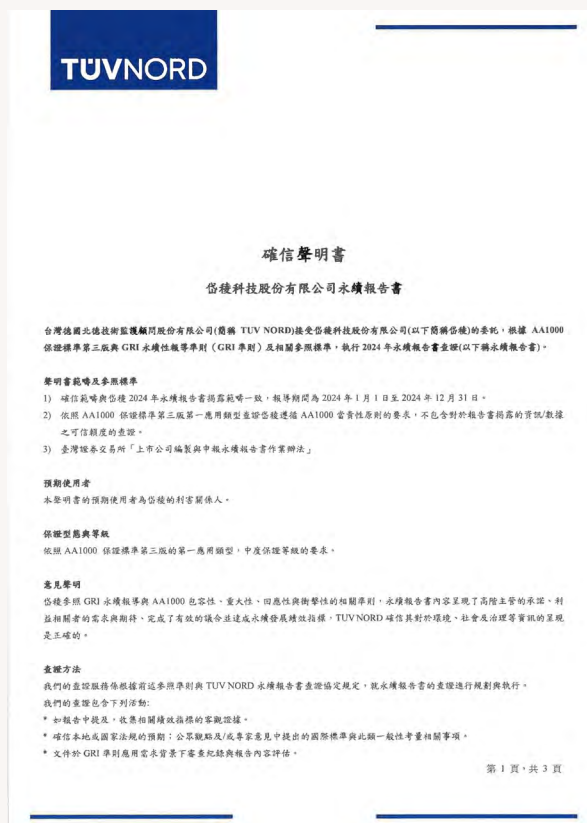 TÜVNORD
確信聲明書
岱稜科技股份有限公司永續報告書
台灣德國北德技術監護顧問股份有限公司(簡稱 TUV NORD)接受岱稜科技股份有限公司(以下簡稱岱稜)的委託，根據 AA1000
保證標準第三版與 GRI 永續性報導準則（GRI 準則）及相關參照標準，執行 2024 年永續報告書查證(以下稱永續報告書)。
聲明書範疇及參照標準
1) 確信範疇與岱稜 2024 年永續報告書揭露範疇一致，報導期間為 2024 年 1 月 1 日至 2024 年 12 月 31 日。
2) 依照 AA1000 保證標準第三版第一應用類型查證岱稜遵循 AA1000 當責性原則的要求，不包含對於報告書揭露的資訊/數據
之可信賴度的查證。
3) 臺灣證券交易所「上市公司編製與申報永續報告書作業辦法」
預期使用者
本聲明書的預期使用者為岱稜的利害關係人。
保證型態與等級
依照 AA1000 保證標準第三版的第一應用類型，中度保證等級的要求。
意見聲明
岱稜參照 GRI 永續報導與 AA1000 包容性、重大性、回應性與衝擊性的相關準則，永續報告書內容呈現了高階主管的承諾、利
益相關者的需求與期待、完成了有效的議合並達成永續發展績效指標，TUV NORD 確信其對於環境、社會及治理等資訊的呈現
是正確的。
查證方法
我們的查證服務係根據前述參照準則與 TUV NORD 永續報告書查證協定規定，就永續報告書的查證進行規劃與執行。
我們的查證包含下列活動:
* 如報告中提及，收集相關績效指標的客觀證據。
* 確信本地或國家法規的預期；公眾觀點及/或專家意見中提出的國際標準與此類一般性考量相關事項。
* 文件於 GRI 準則應用需求背景下審查紀錄與報告內容評估。
第 1 頁，共 3 頁